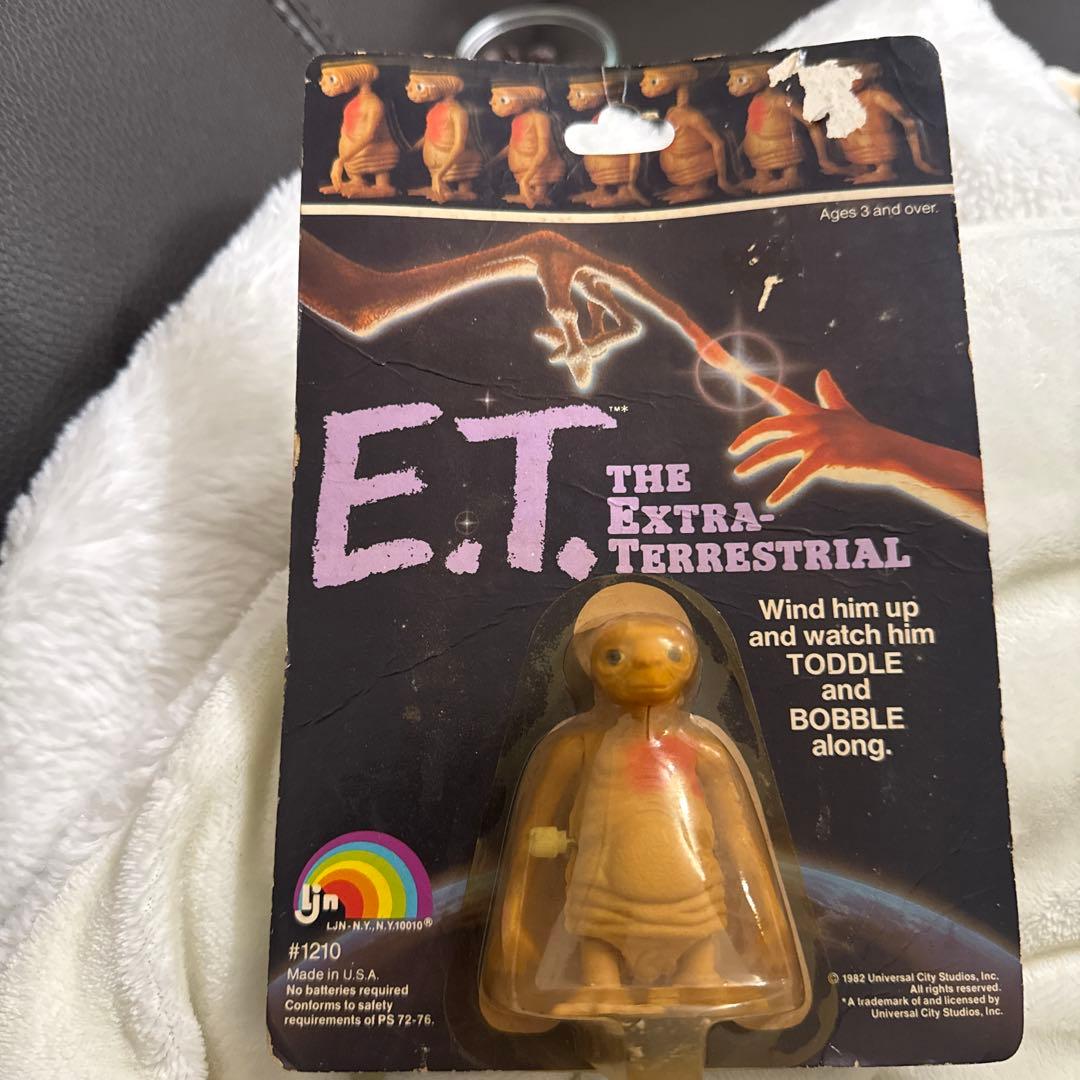 Ages 3 and over.
E.T.™*
THE
EXTRA-
TERRESTRIAL
Wind him up
and watch him
TODDLE
and
BOBBLE
along.
Ljn
LJN - N.Y., N.Y. 10010®
#1210
Made in U.S.A.
No batteries required
Conforms to safety
requirements of PS 72-76.
© 1982 Universal City Studios, Inc.
All rights reserved.
*A trademark of and licensed by
Universal City Studios, Inc.